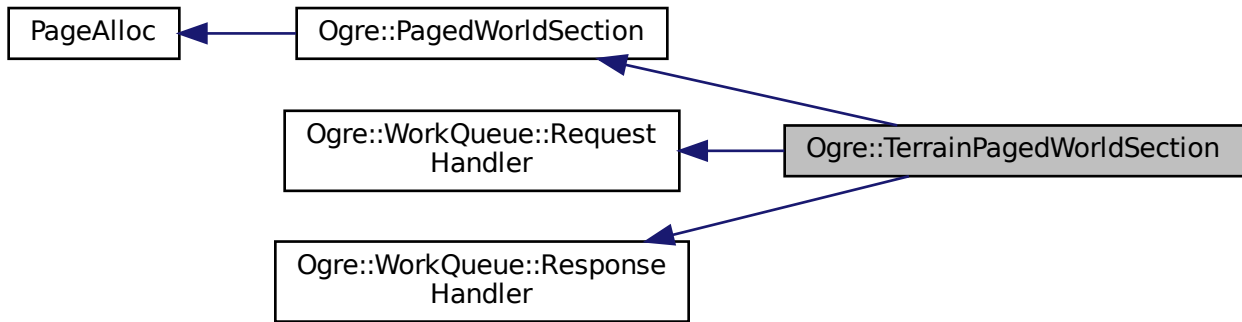 PageAlloc
Ogre::PagedWorldSection
Ogre::WorkQueue::Request
Handler
Ogre::TerrainPagedWorldSection
Ogre::WorkQueue::Response
Handler